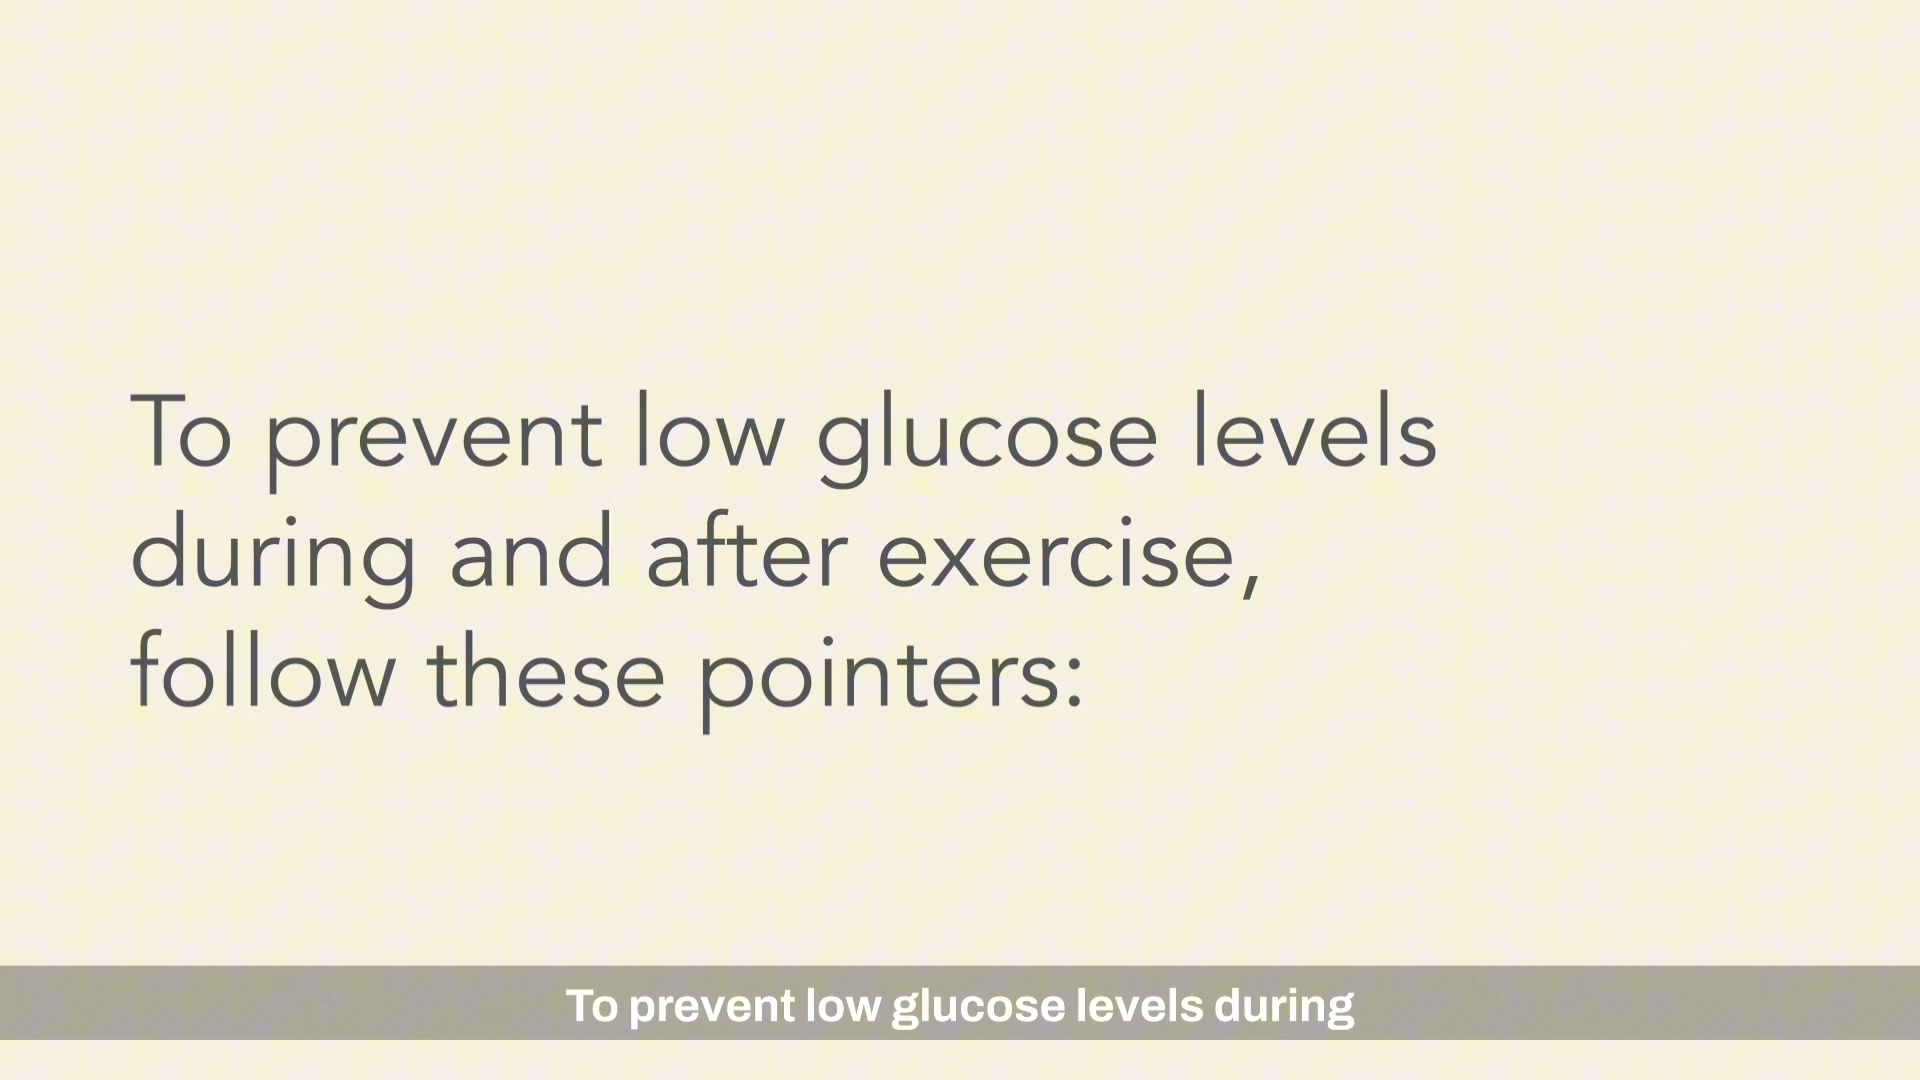 To prevent low glucose levels
during and after exercise,
follow these pointers:
To prevent low glucose levels during